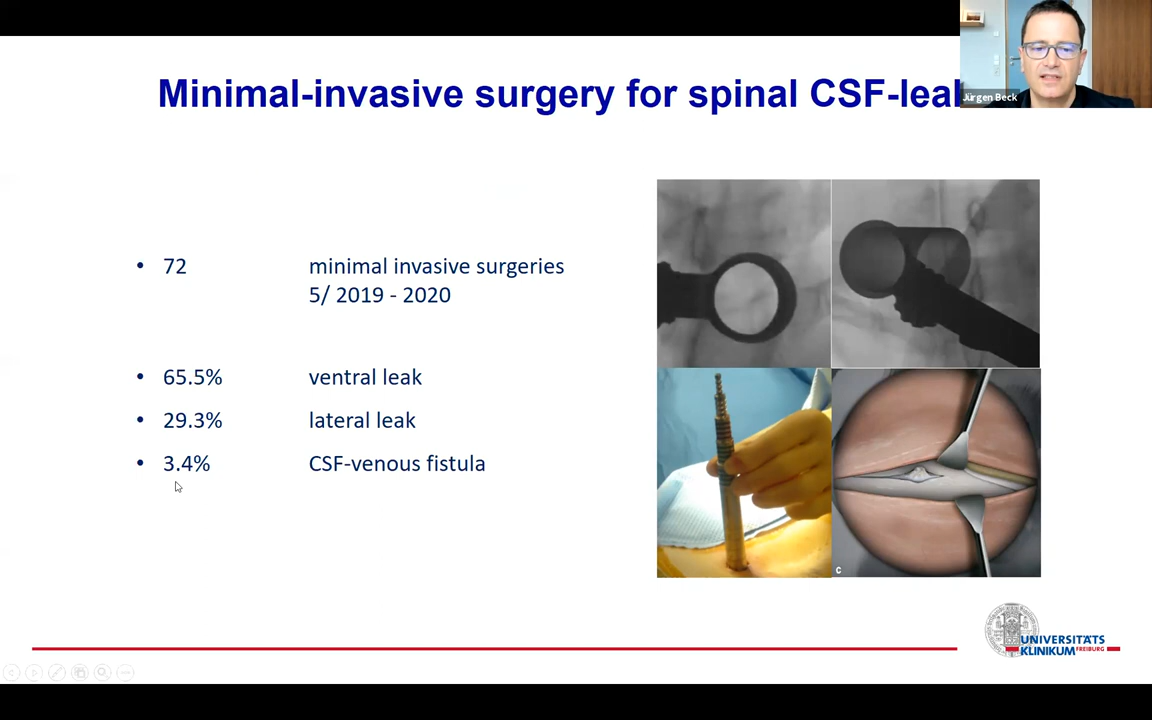 Minimal-invasive surgery for spinal CSF-leak
Jürgen Beck
• 72 minimal invasive surgeries
5/ 2019 - 2020
• 65.5% ventral leak
• 29.3% lateral leak
• 3.4% CSF-venous fistula
C
UNIVERSITÄTS
KLINIKUM FREIBURG